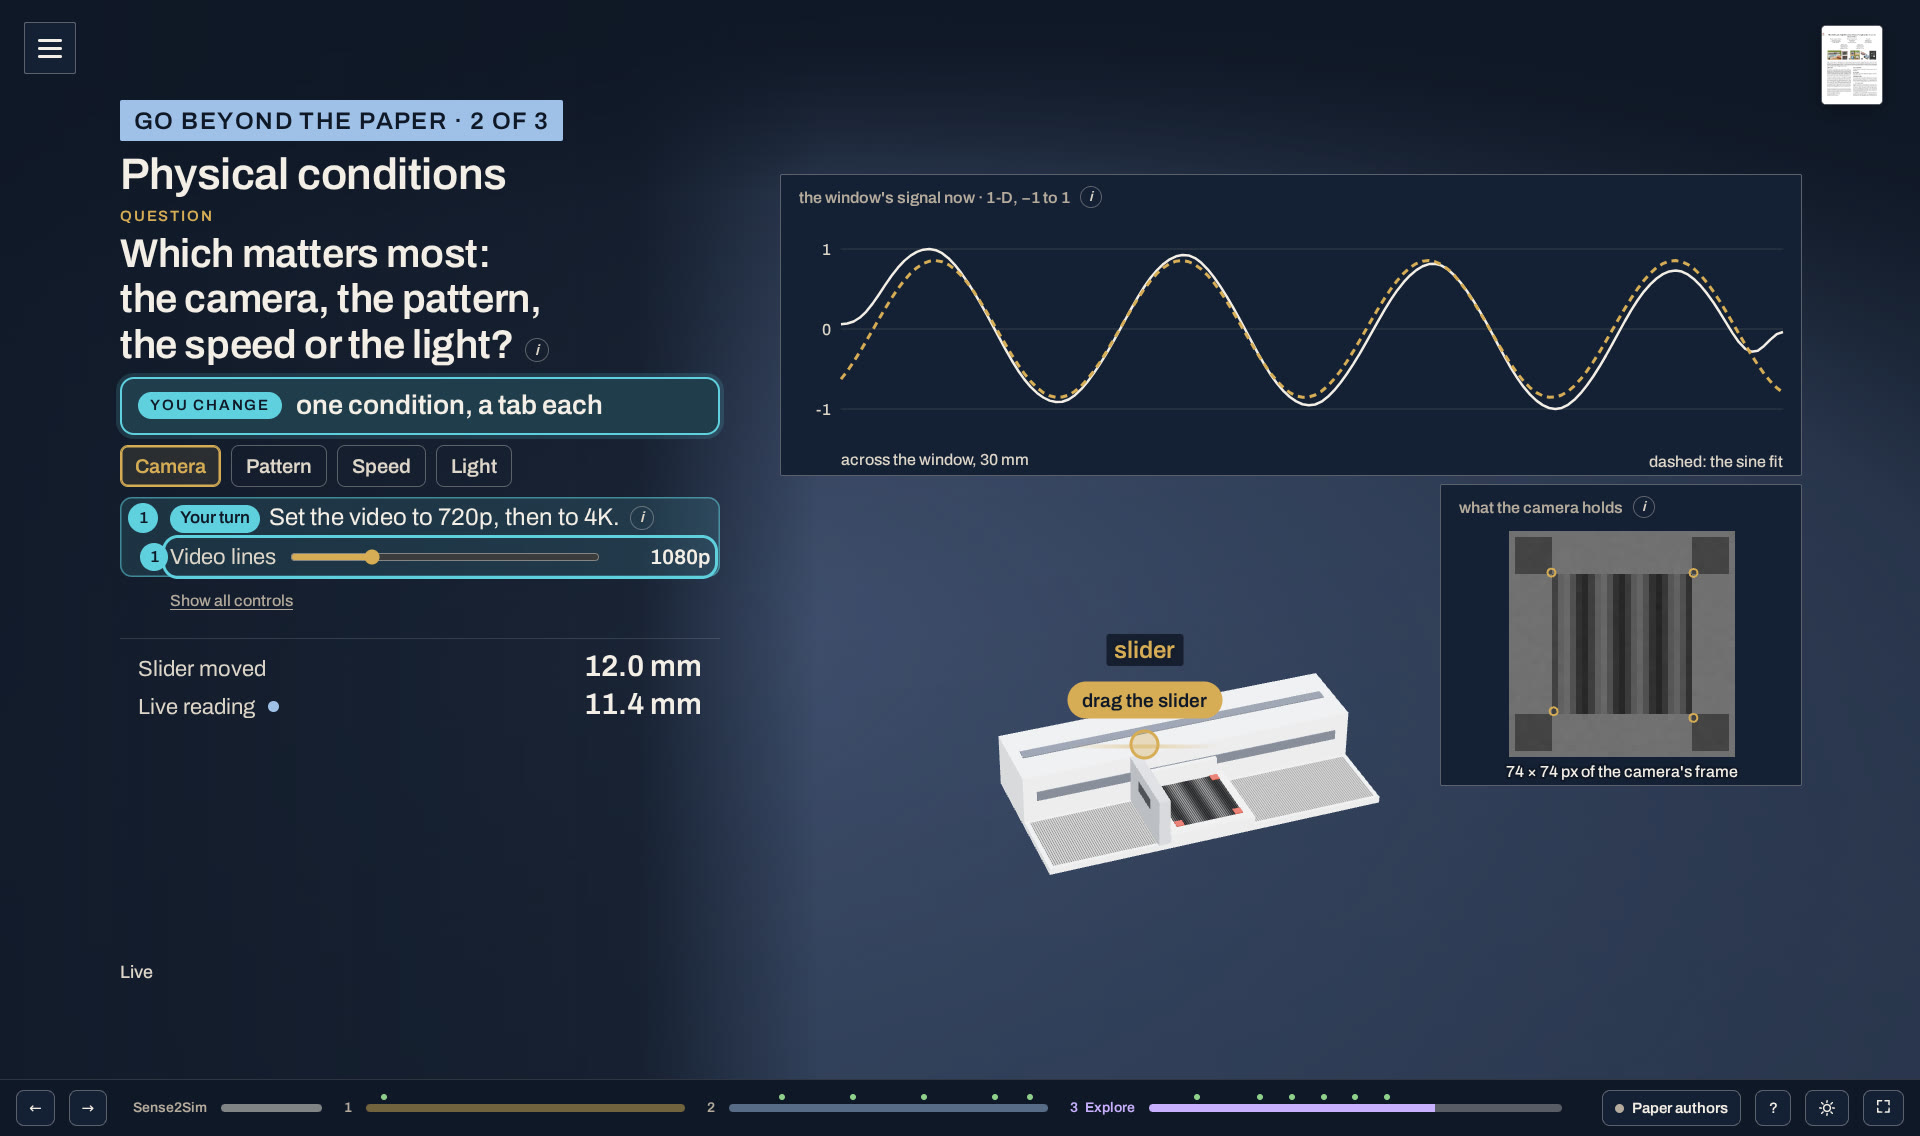 GO BEYOND THE PAPER · 2 OF 3
Physical conditions
QUESTION
Which matters most:
the camera, the pattern,
the speed or the light? i
YOU CHANGE one condition, a tab each
Camera Pattern Speed Light
1 Your turn Set the video to 720p, then to 4K. i
1 Video lines 1080p
Show all controls
Slider moved 12.0 mm
Live reading 11.4 mm
Live
the window's signal now · 1-D, −1 to 1 i
1
0
-1
across the window, 30 mm
dashed: the sine fit
what the camera holds i
74 × 74 px of the camera's frame
slider
drag the slider
← → Sense2Sim 1 2 3 Explore Paper authors ?